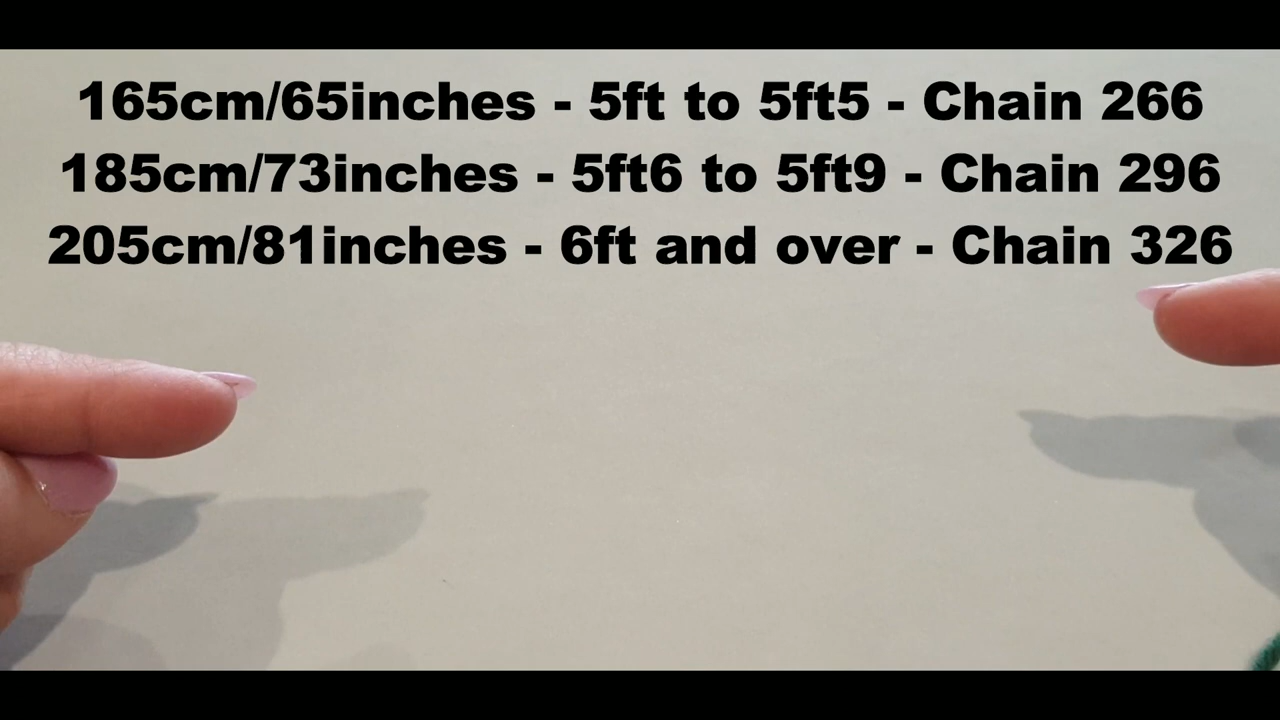 165cm/65inches - 5ft to 5ft5 - Chain 266
185cm/73inches - 5ft6 to 5ft9 - Chain 296
205cm/81inches - 6ft and over - Chain 326